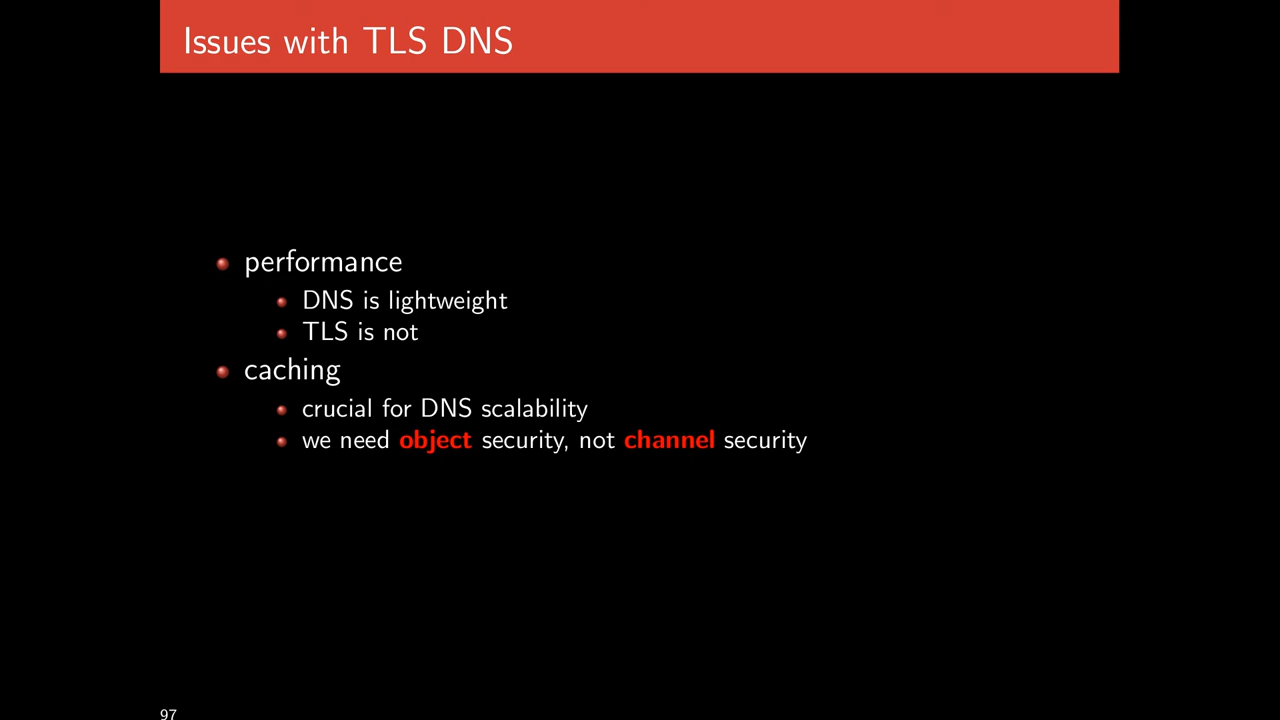 Issues with TLS DNS
performance
DNS is lightweight
TLS is not
caching
crucial for DNS scalability
we need object security, not channel security
97